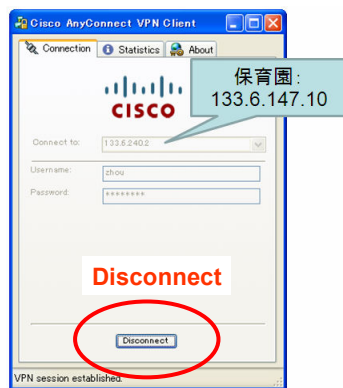 Cisco AnyConnect VPN Client
Connection Statistics About
保育園:
133.6.147.10
CISCO
Connect to: 133.6.240.2
Username: zhou
Password: ********
Disconnect
Disconnect
VPN session established.